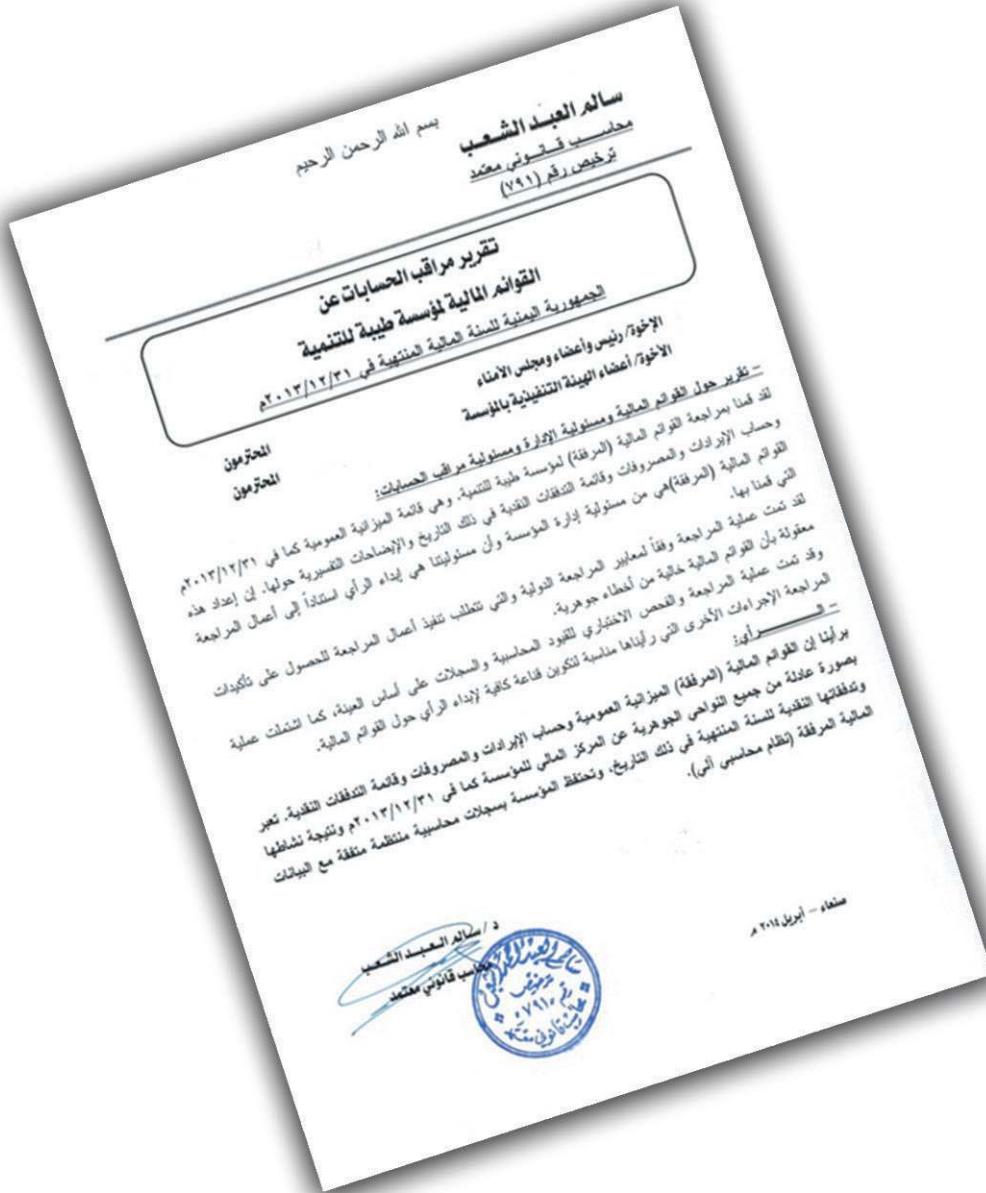 بسم الله الرحمن الرحيم
سالم العبد الشعب
محاسب قانوني معتمد
ترخيص رقم (٧٩١)
تقرير مراقب الحسابات عن
القوائم المالية لمؤسسة طيبة للتنمية
الجمهورية اليمنية للسنة المالية المنتهية في ٢٠١٣/١٢/٣١م
الإخوة/ رئيس وأعضاء ومجلس الأمناء المحترمون
الأخوة/ أعضاء الهيئة التنفيذية بالمؤسسة المحترمون
– تقرير حول القوائم المالية ومسئولية الإدارة ومسئولية مراقب الحسابات:
لقد قمنا بمراجعة القوائم المالية (المرفقة) لمؤسسة طيبة للتنمية. وهي قائمة الميزانية العمومية كما في ٢٠١٣/١٢/٣١م
وحساب الإيرادات والمصروفات وقائمة التدفقات النقدية في ذلك التاريخ والإيضاحات التفسيرية حولها. إن إعداد هذه
القوائم المالية (المرفقة)هي من مسئولية إدارة المؤسسة وأن مسئوليتنا هي إبداء الرأي استناداً إلى أعمال المراجعة
التي قمنا بها.
لقد تمت عملية المراجعة وفقاً لمعايير المراجعة الدولية والتي تتطلب تنفيذ أعمال المراجعة للحصول على تأكيدات
معقولة بأن القوائم المالية خالية من أخطاء جوهرية.
وقد تمت عملية المراجعة والفحص الاختباري للقيود المحاسبية والسجلات على أساس العينة، كما اشتملت عملية
المراجعة الإجراءات الأخرى التي رأيناها مناسبة لتكوين قناعة كافية لإبداء الرأي حول القوائم المالية.
– الـــــــرأي:
برأينا إن القوائم المالية (المرفقة) الميزانية العمومية وحساب الإيرادات والمصروفات وقائمة التدفقات النقدية. تعبر
بصورة عادلة من جميع النواحي الجوهرية عن المركز المالي للمؤسسة كما في ٢٠١٣/١٢/٣١م ونتيجة نشاطها
وتدفقاتها النقدية للسنة المنتهية في ذلك التاريخ. وتحتفظ المؤسسة بسجلات محاسبية منتظمة متفقة مع البيانات
المالية المرفقة (نظام محاسبي آلي).
صنعاء – أبريل ٢٠١٤م
د / سالم العبد الشعب
محاسب قانوني معتمد
ترخيص
رقم ٧٩١
محاسب قانوني معتمد